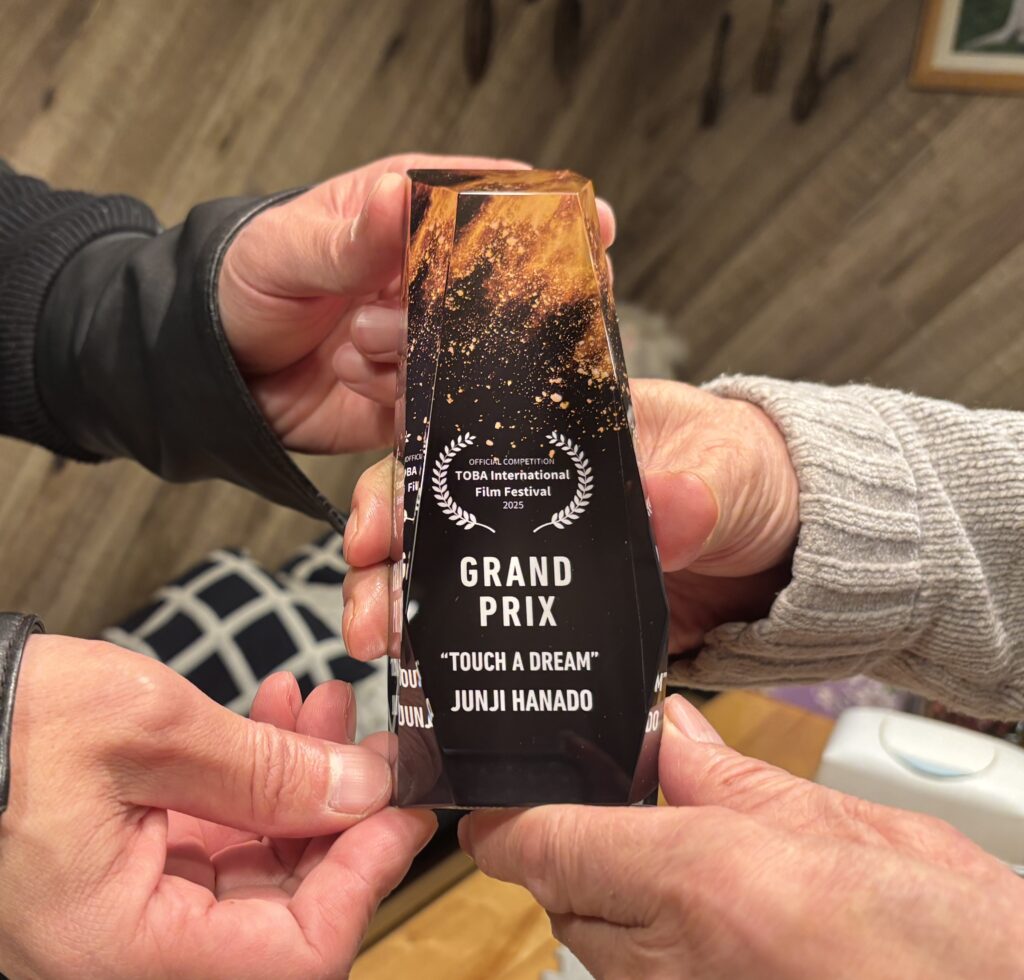 OFFICIAL COMPETITION
TOBA International
Film Festival
2025
GRAND
PRIX
“TOUCH A DREAM”
JUNJI HANADO